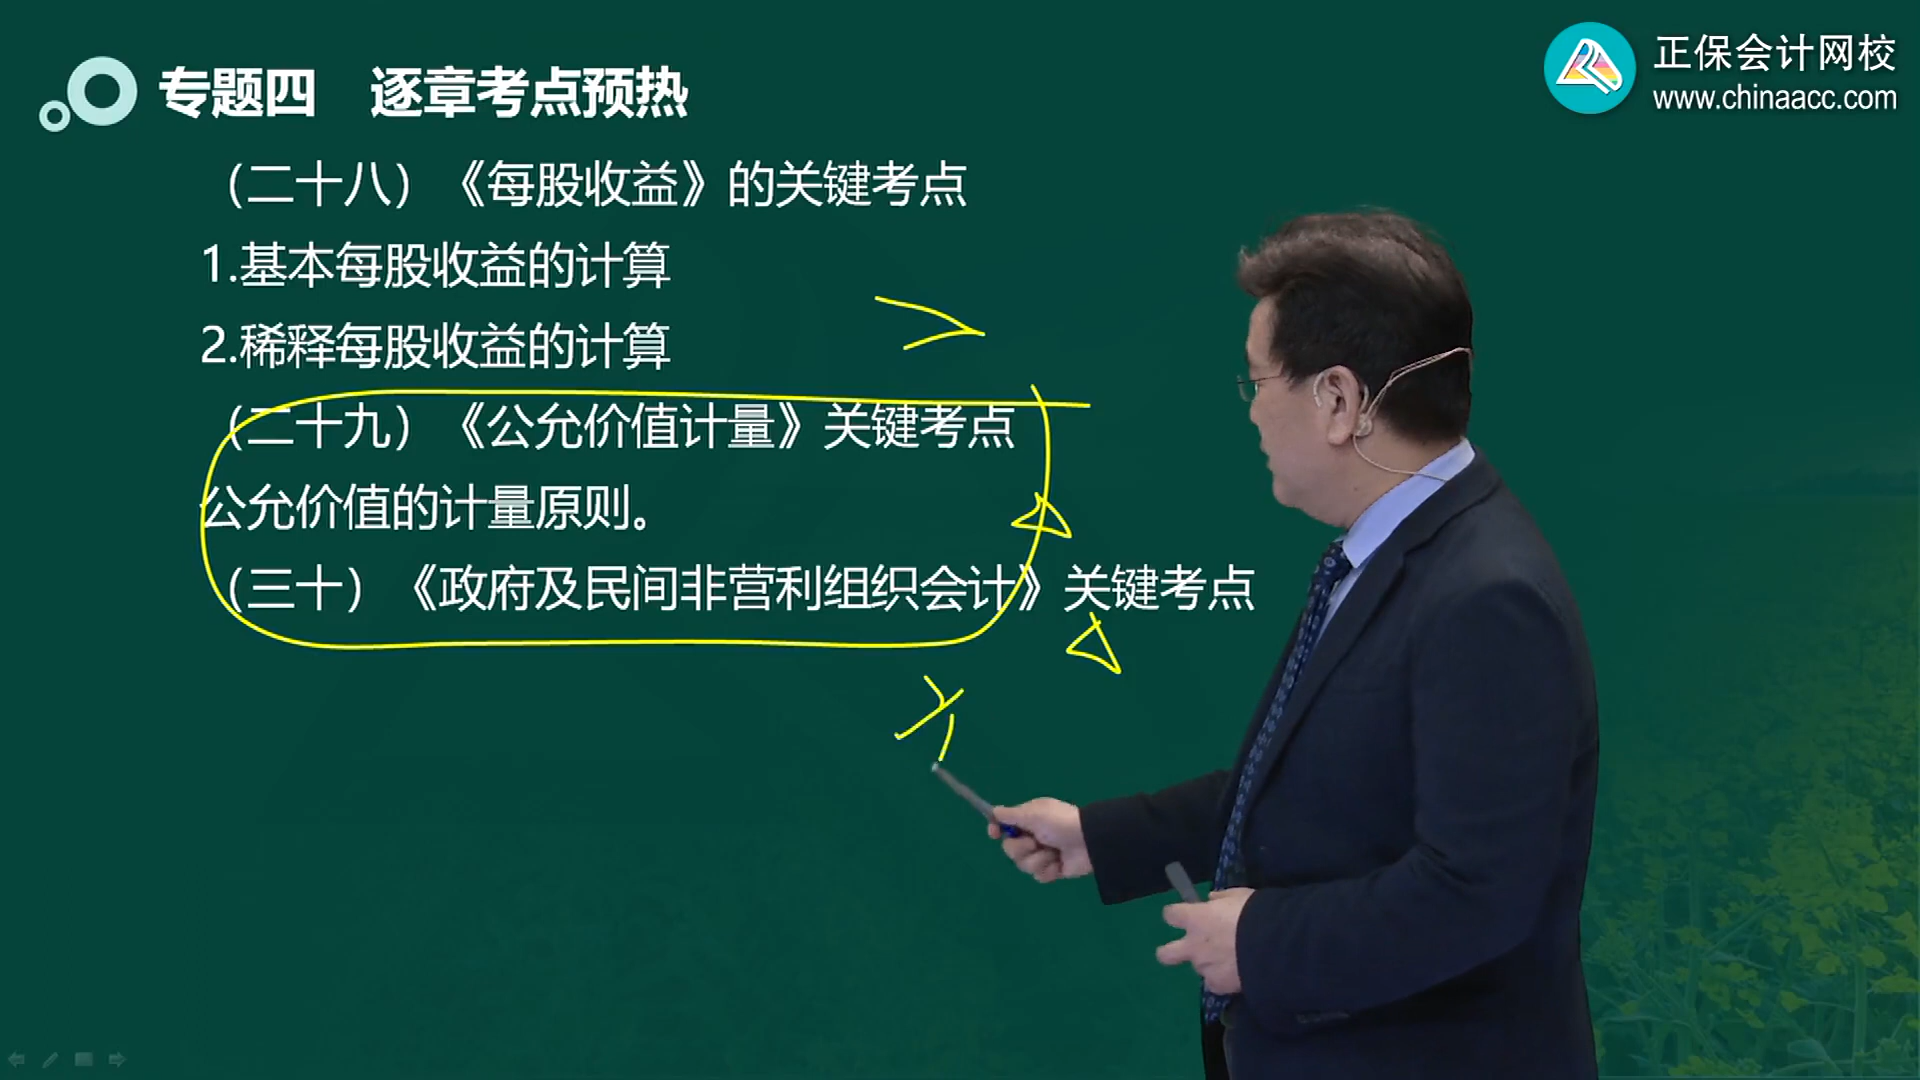 正保会计网校
www.chinaacc.com
专题四 逐章考点预热
（二十八）《每股收益》的关键考点
1.基本每股收益的计算
2.稀释每股收益的计算
（二十九）《公允价值计量》关键考点
公允价值的计量原则。
（三十）《政府及民间非营利组织会计》关键考点